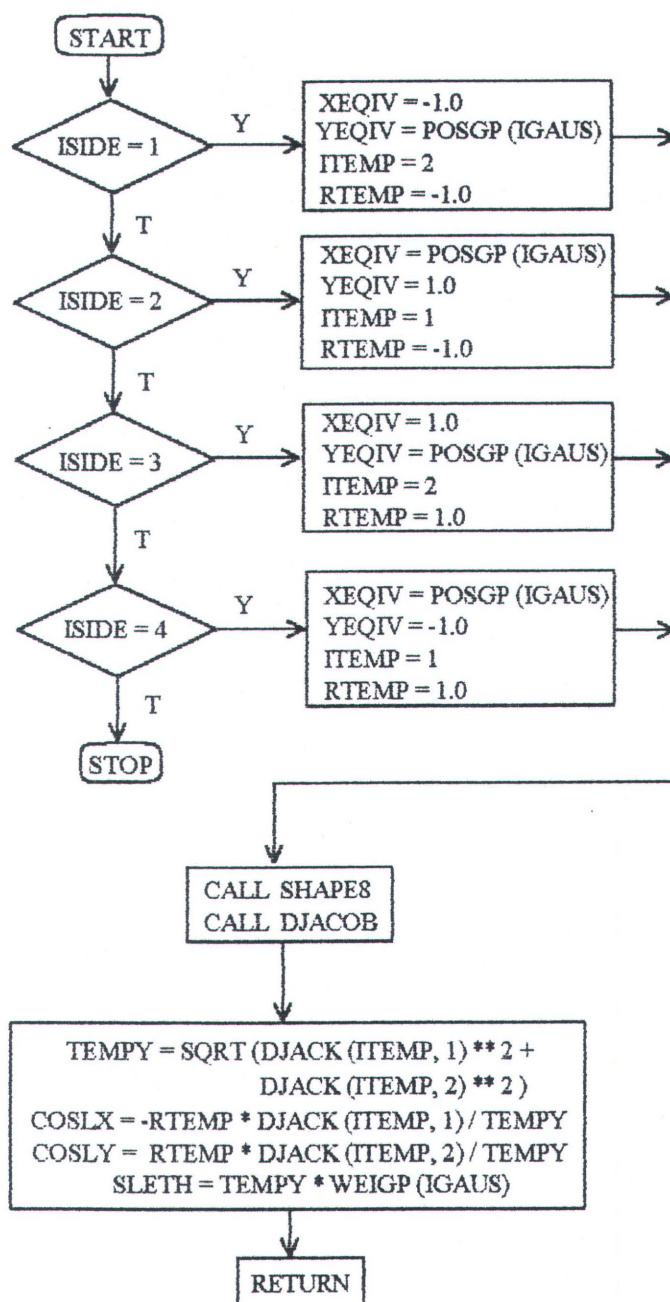 START
ISIDE = 1
Y
XEQIV = -1.0
YEQIV = POSGP (IGAUS)
ITEMP = 2
RTEMP = -1.0
T
ISIDE = 2
Y
XEQIV = POSGP (IGAUS)
YEQIV = 1.0
ITEMP = 1
RTEMP = -1.0
T
ISIDE = 3
Y
XEQIV = 1.0
YEQIV = POSGP (IGAUS)
ITEMP = 2
RTEMP = 1.0
T
ISIDE = 4
Y
XEQIV = POSGP (IGAUS)
YEQIV = -1.0
ITEMP = 1
RTEMP = 1.0
T
STOP
CALL SHAPE8
CALL DJACOB
TEMPY = SQRT (DJACK (ITEMP, 1) ** 2 +
DJACK (ITEMP, 2) ** 2 )
COSLX = -RTEMP * DJACK (ITEMP, 1) / TEMPY
COSLY = RTEMP * DJACK (ITEMP, 2) / TEMPY
SLETH = TEMPY * WEIGP (IGAUS)
RETURN